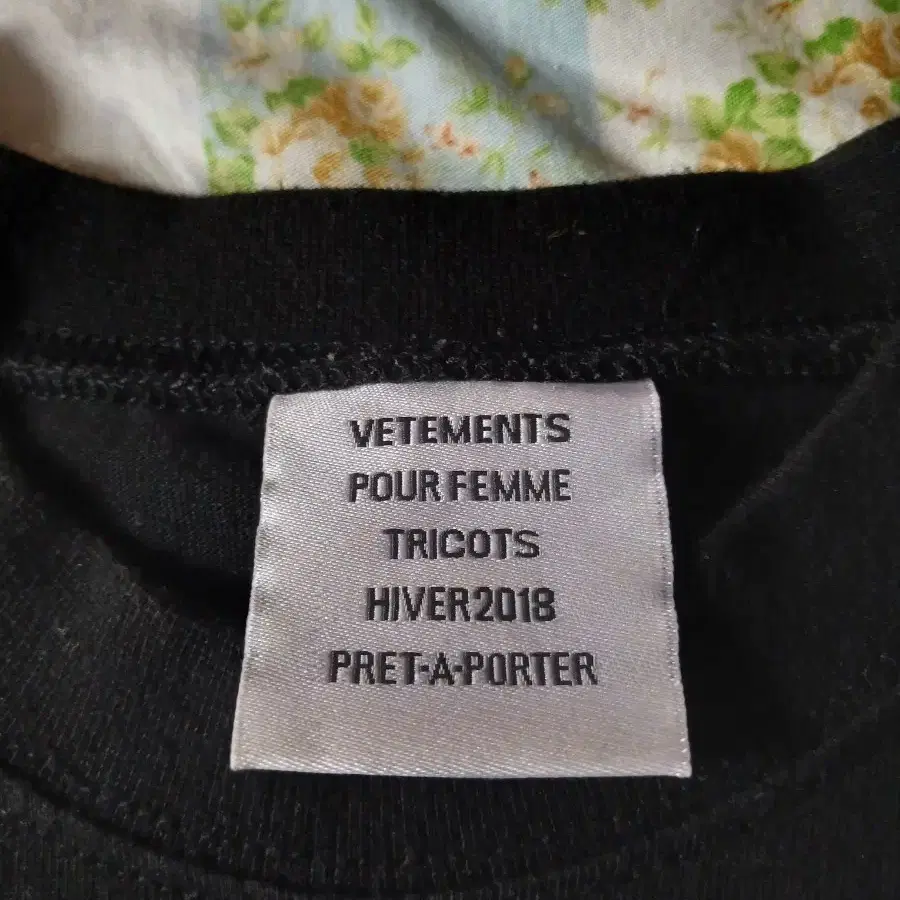 VETEMENTS
POUR FEMME
TRICOTS
HIVER2018
PRET-A-PORTER